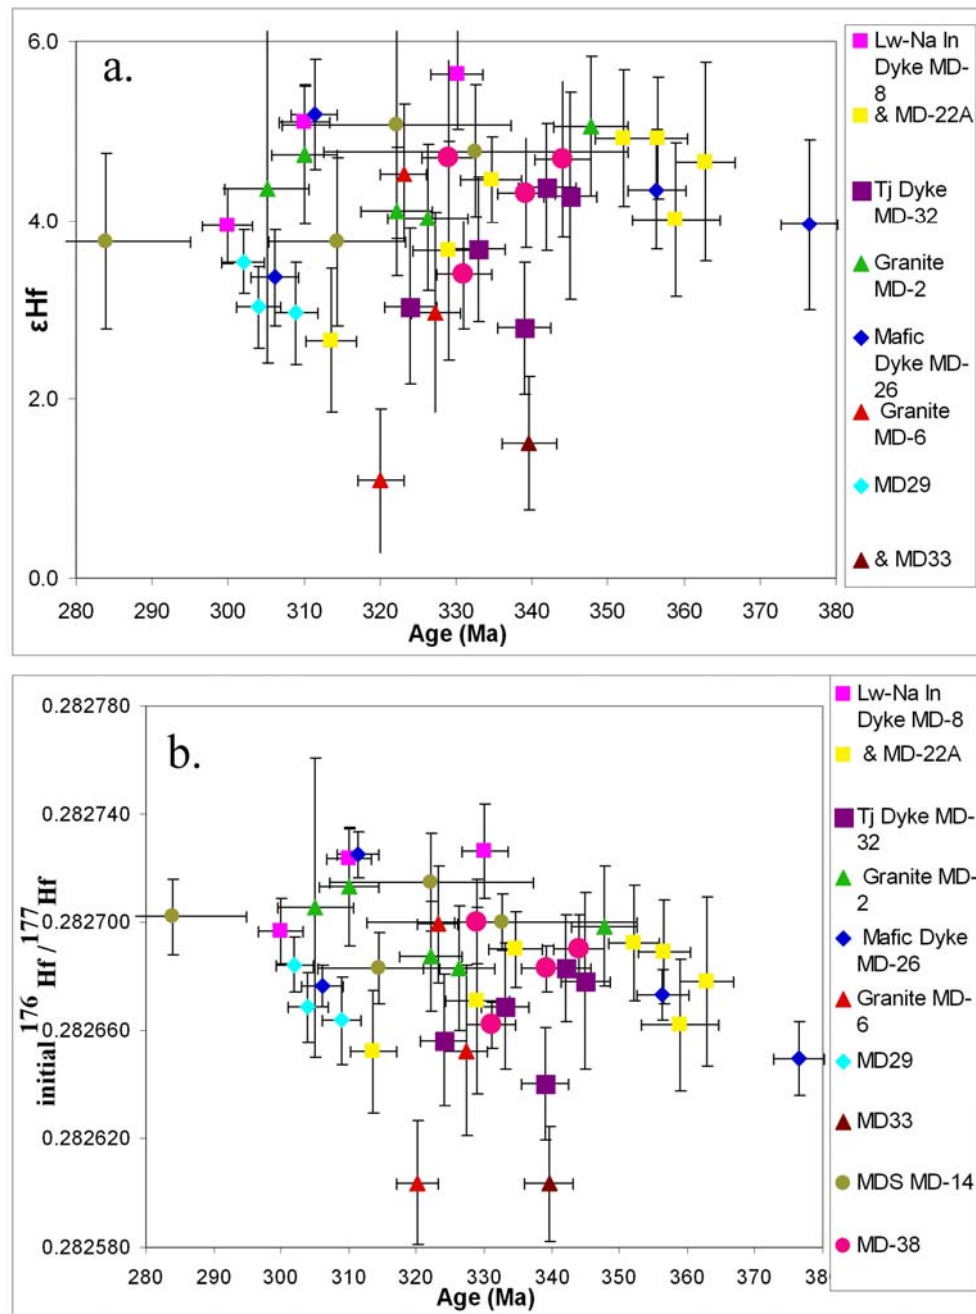 a.
6.0
4.0
2.0
0.0
εHf
280 290 300 310 320 330 340 350 360 370 380
Age (Ma)
Lw-Na In
Dyke MD-
8
& MD-22A
Tj Dyke
MD-32
Granite
MD-2
Mafic
Dyke MD-
26
Granite
MD-6
MD29
& MD33
b.
0.282780
0.282740
0.282700
0.282660
0.282620
0.282580
initial 176 Hf / 177 Hf
280 290 300 310 320 330 340 350 360 370 38
Age (Ma)
Lw-Na In
Dyke MD-8
& MD-22A
Tj Dyke MD-
32
Granite MD-
2
Mafic Dyke
MD-26
Granite MD-
6
MD29
MD33
MDS MD-14
MD-38